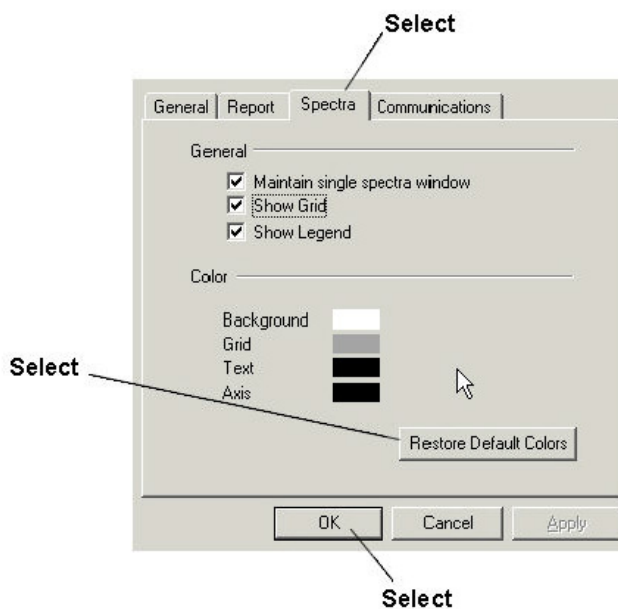 Select
General Report Spectra Communications
General
Maintain single spectra window
Show Grid
Show Legend
Color
Background
Grid
Text
Select
Axis
Restore Default Colors
OK Cancel Apply
Select